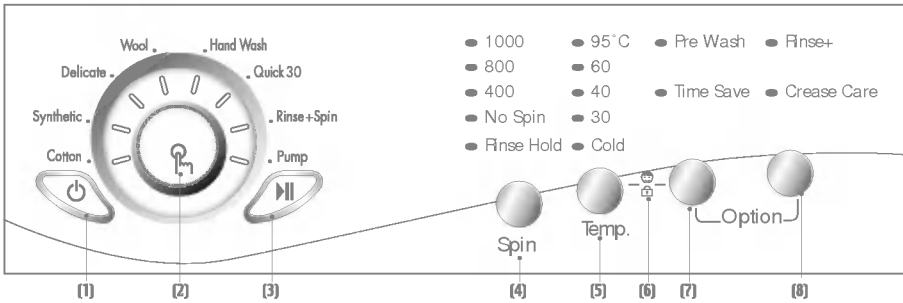 Wool
Hand Wash
Delicate
Quick 30
Synthetic
Rinse+Spin
Cotton
Pump
1000
95°C
Pre Wash
Rinse+
800
60
400
40
Time Save
Crease Care
No Spin
30
Rinse Hold
Cold
Spin
Temp.
Option
(1)
(2)
(3)
(4)
(5)
(6)
(7)
(8)